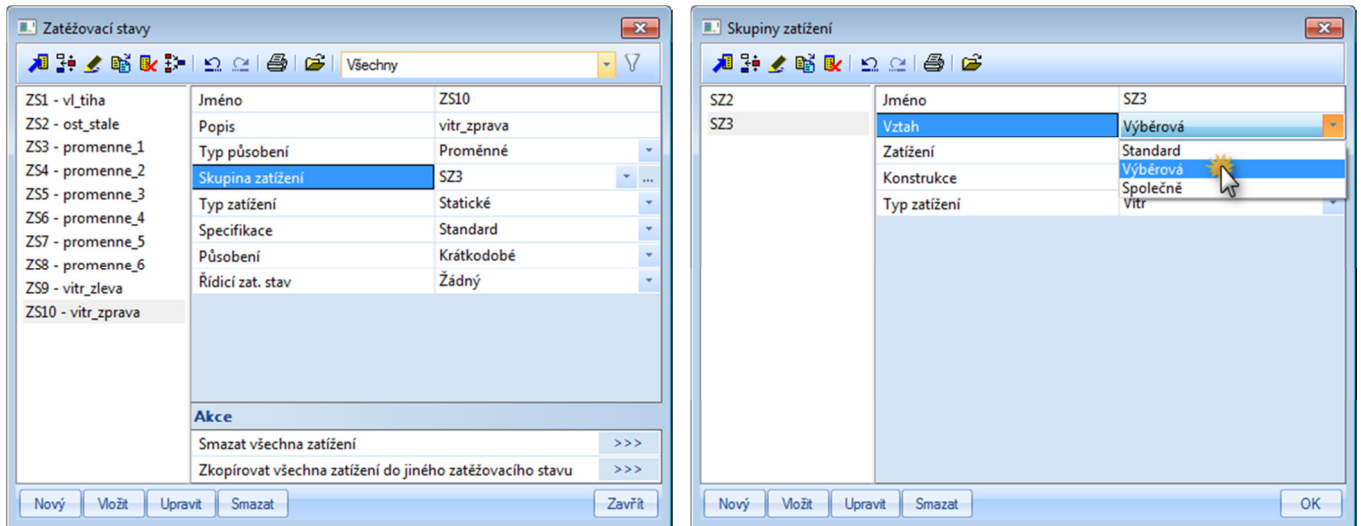 Zatěžovací stavy
Všechny
ZS1 - vl_tiha
ZS2 - ost_stale
ZS3 - promenne_1
ZS4 - promenne_2
ZS5 - promenne_3
ZS6 - promenne_4
ZS7 - promenne_5
ZS8 - promenne_6
ZS9 - vitr_zleva
ZS10 - vitr_zprava
Jméno ZS10
Popis vitr_zprava
Typ působení Proměnné
Skupina zatížení SZ3 ...
Typ zatížení Statické
Specifikace Standard
Působení Krátkodobé
Řídicí zat. stav Žádný
Akce
Smazat všechna zatížení >>>
Zkopírovat všechna zatížení do jiného zatěžovacího stavu >>>
Nový Vložit Upravit Smazat Zavřít
Skupiny zatížení
SZ2
SZ3
Jméno SZ3
Vztah Výběrová
Zatížení
Konstrukce
Typ zatížení Vítr
Standard
Výběrová
Společně
Nový Vložit Upravit Smazat OK